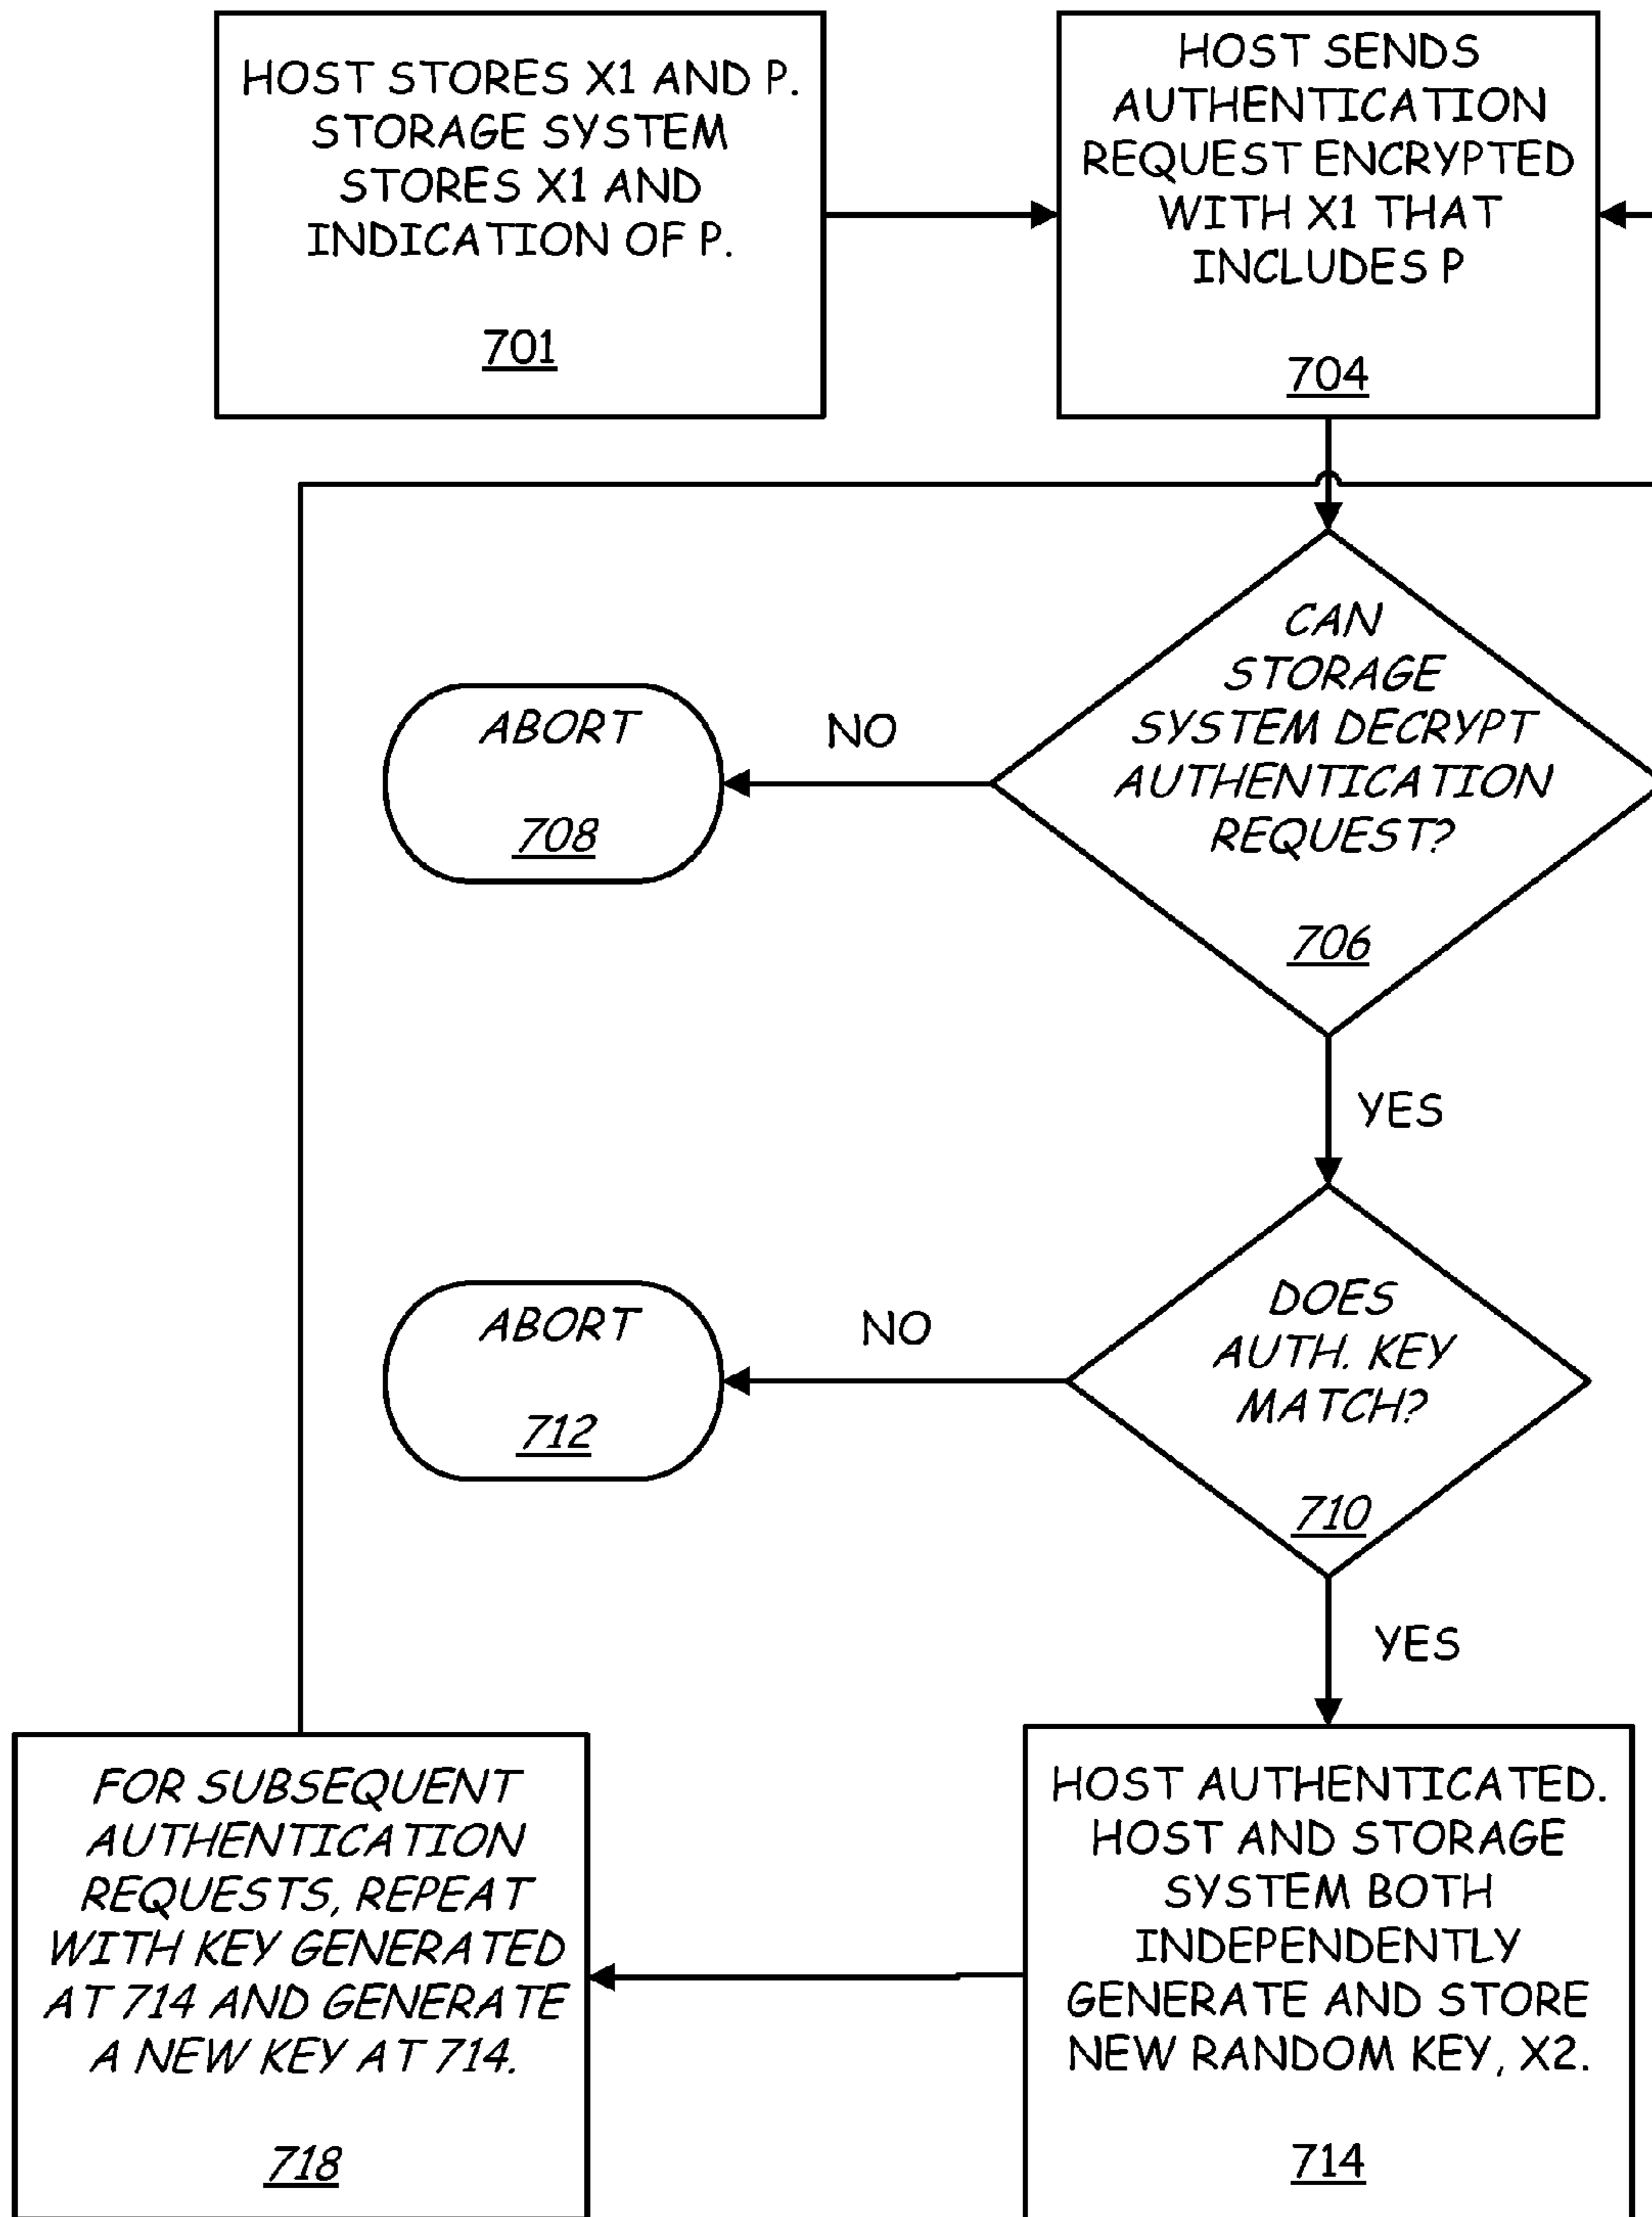 HOST STORES X1 AND P.
STORAGE SYSTEM
STORES X1 AND
INDICATION OF P.
701
HOST SENDS
AUTHENTICATION
REQUEST ENCRYPTED
WITH X1 THAT
INCLUDES P
704
CAN
STORAGE
SYSTEM DECRYPT
AUTHENTICATION
REQUEST?
706
NO
ABORT
708
YES
DOES
AUTH. KEY
MATCH?
710
NO
ABORT
712
YES
HOST AUTHENTICATED.
HOST AND STORAGE
SYSTEM BOTH
INDEPENDENTLY
GENERATE AND STORE
NEW RANDOM KEY, X2.
714
FOR SUBSEQUENT
AUTHENTICATION
REQUESTS, REPEAT
WITH KEY GENERATED
AT 714 AND GENERATE
A NEW KEY AT 714.
718